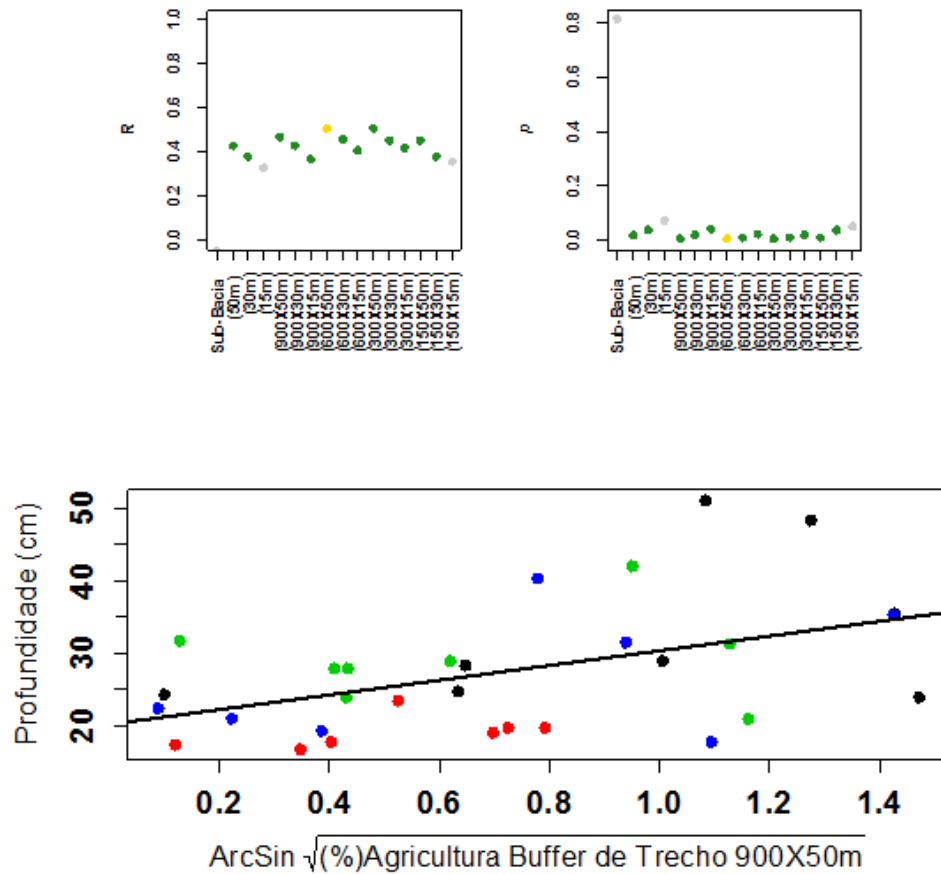 1.0
0.8
0.6
0.4
0.2
0.0
R
Sub-Bacia
(50m )
(30m)
(15m)
(900X50m)
(900X30m)
(900X15m)
(600X50m)
(600X30m)
(600X15m)
(300X50m)
(300X30m)
(300X15m)
(150X50m)
(150X30m)
(150X15m)
0.8
0.6
0.4
0.2
0.0
p
Sub-Bacia
(50m )
(30m)
(15m)
(900X50m)
(900X30m)
(900X15m)
(600X50m)
(600X30m)
(600X15m)
(300X50m)
(300X30m)
(300X15m)
(150X50m)
(150X30m)
(150X15m)
Profundidade (cm)
50
40
30
20
0.2 0.4 0.6 0.8 1.0 1.2 1.4
ArcSin √(%)Agricultura Buffer de Trecho 900X50m